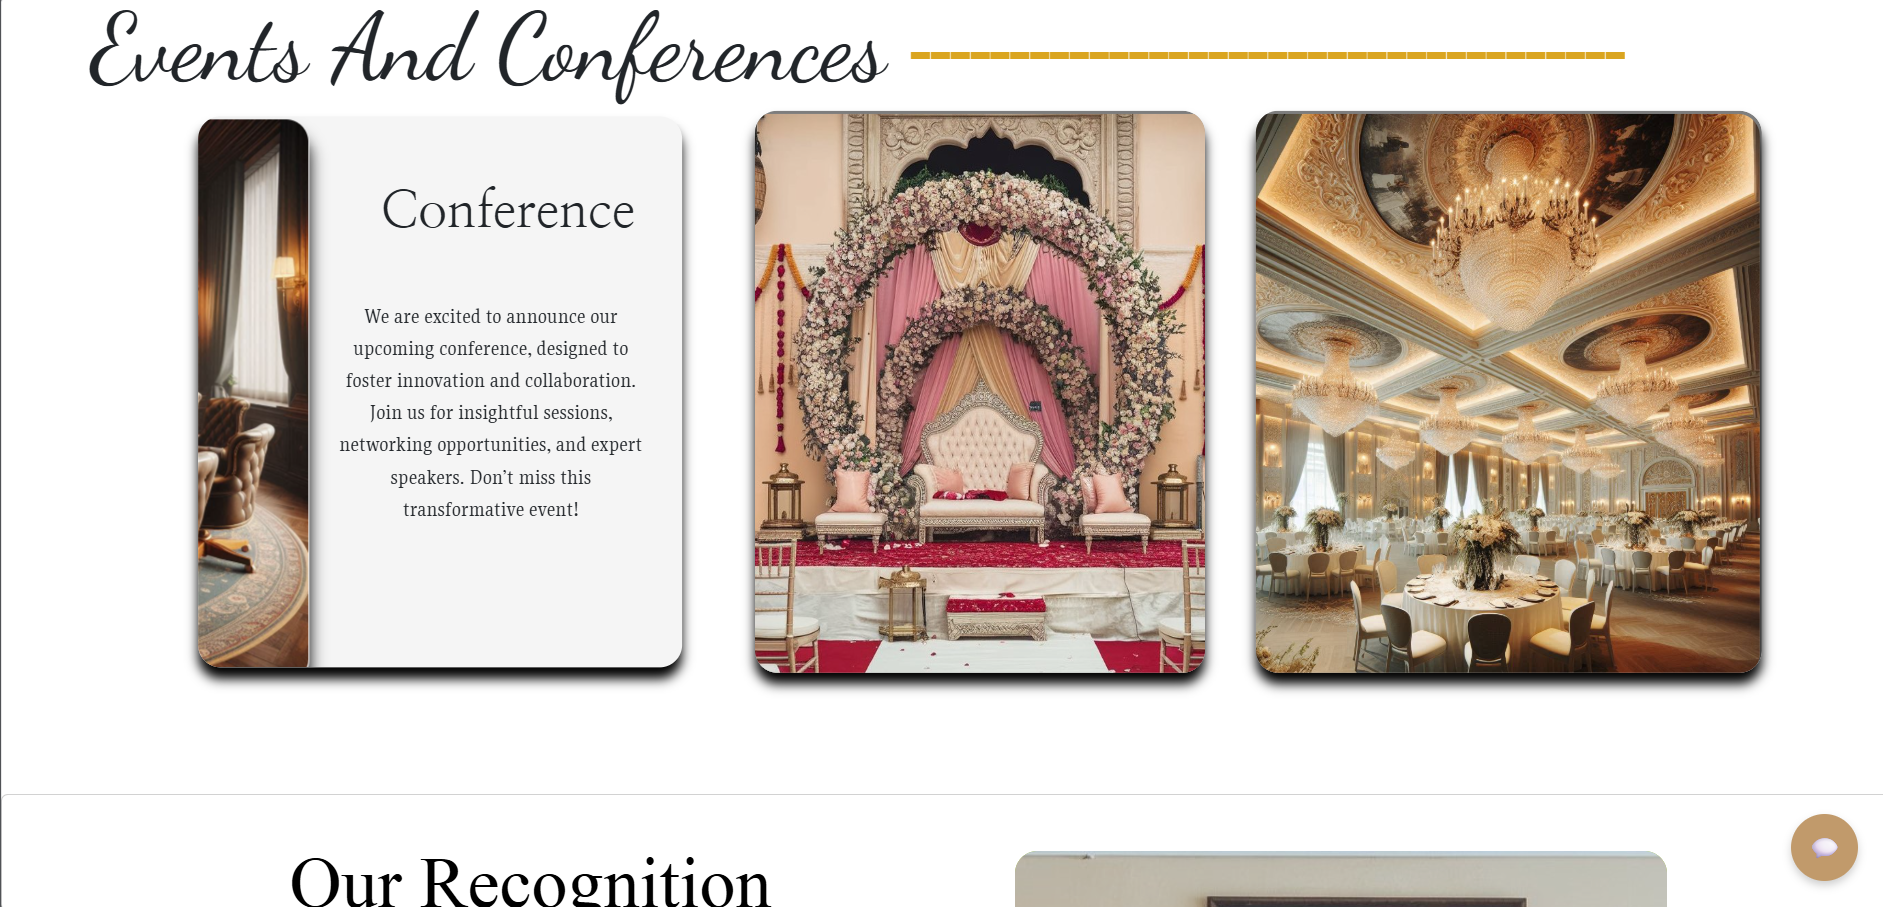 Events And Conferences
Conference
We are excited to announce our
upcoming conference, designed to
foster innovation and collaboration.
Join us for insightful sessions,
networking opportunities, and expert
speakers. Don’t miss this
transformative event!
Our Recognition